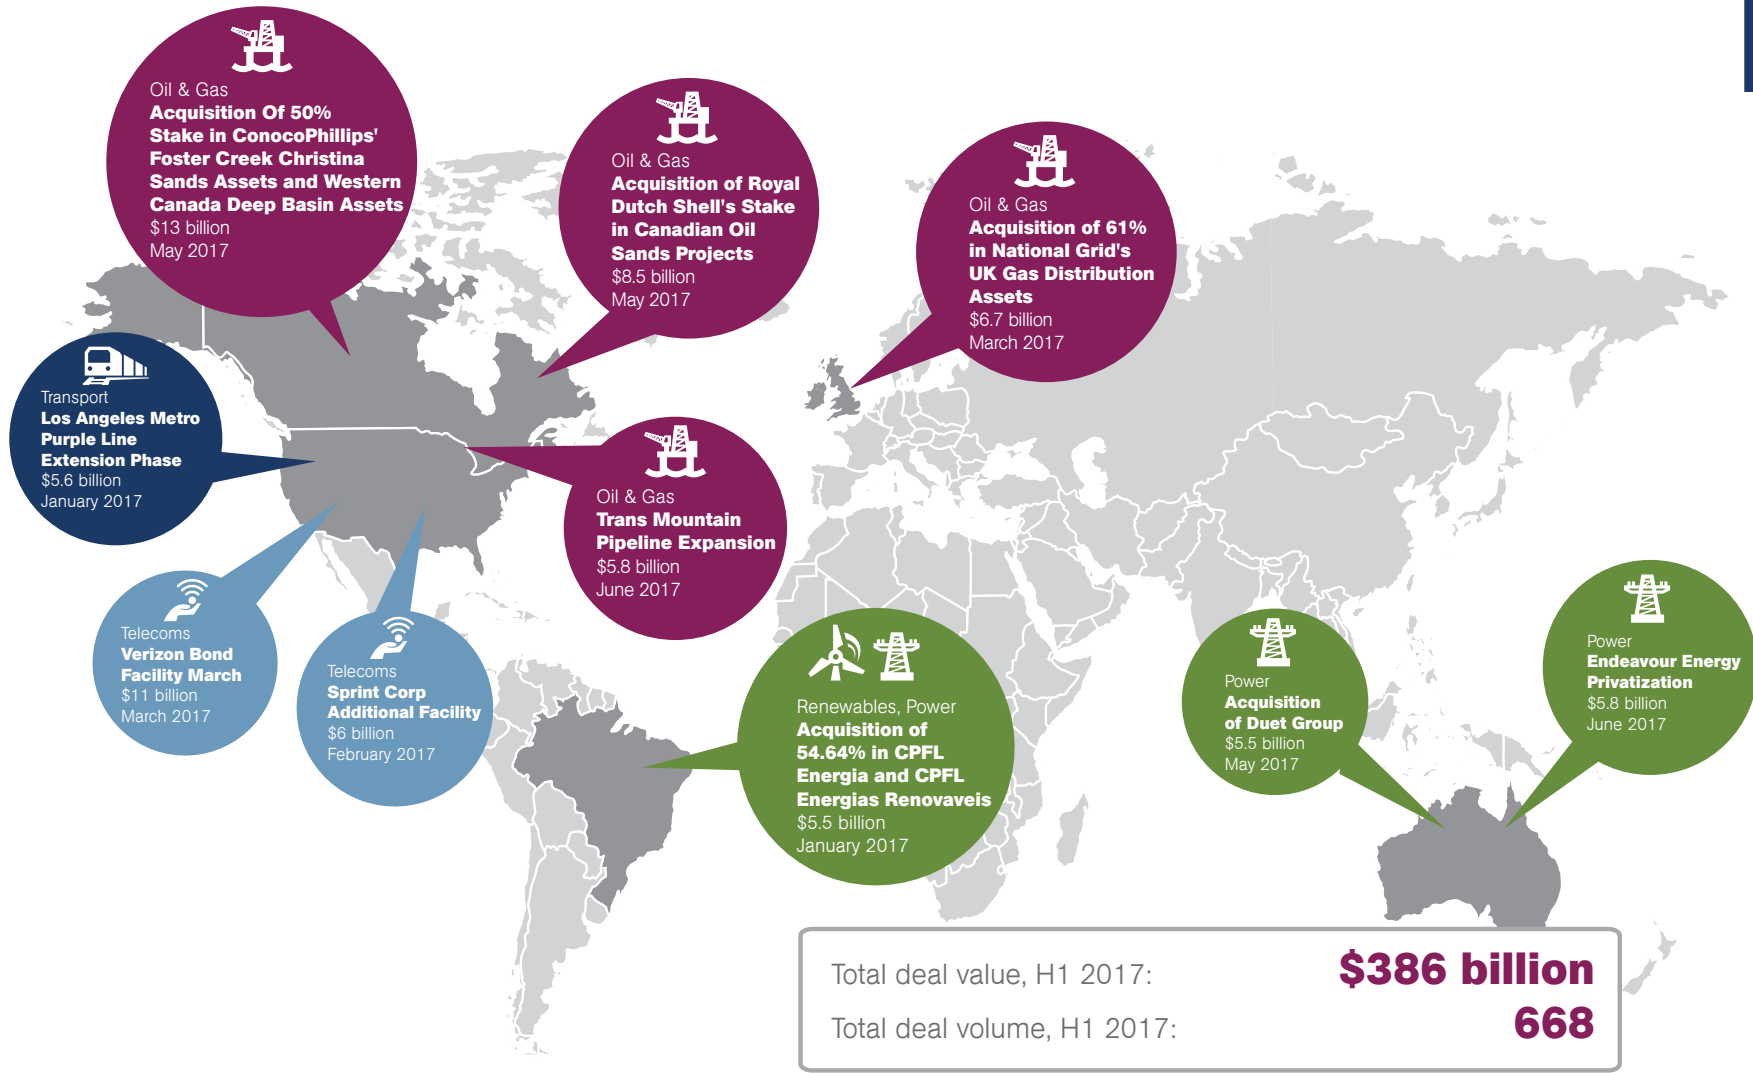 Oil & Gas
Acquisition Of 50%
Stake in ConocoPhillips'
Foster Creek Christina
Sands Assets and Western
Canada Deep Basin Assets
$13 billion
May 2017
Oil & Gas
Acquisition of Royal
Dutch Shell's Stake
in Canadian Oil
Sands Projects
$8.5 billion
May 2017
Oil & Gas
Acquisition of 61%
in National Grid's
UK Gas Distribution
Assets
$6.7 billion
March 2017
Transport
Los Angeles Metro
Purple Line
Extension Phase
$5.6 billion
January 2017
Oil & Gas
Trans Mountain
Pipeline Expansion
$5.8 billion
June 2017
Telecoms
Verizon Bond
Facility March
$11 billion
March 2017
Telecoms
Sprint Corp
Additional Facility
$6 billion
February 2017
Renewables, Power
Acquisition of
54.64% in CPFL
Energia and CPFL
Energias Renovaveis
$5.5 billion
January 2017
Power
Acquisition
of Duet Group
$5.5 billion
May 2017
Power
Endeavour Energy
Privatization
$5.8 billion
June 2017
Total deal value, H1 2017: $386 billion
Total deal volume, H1 2017: 668